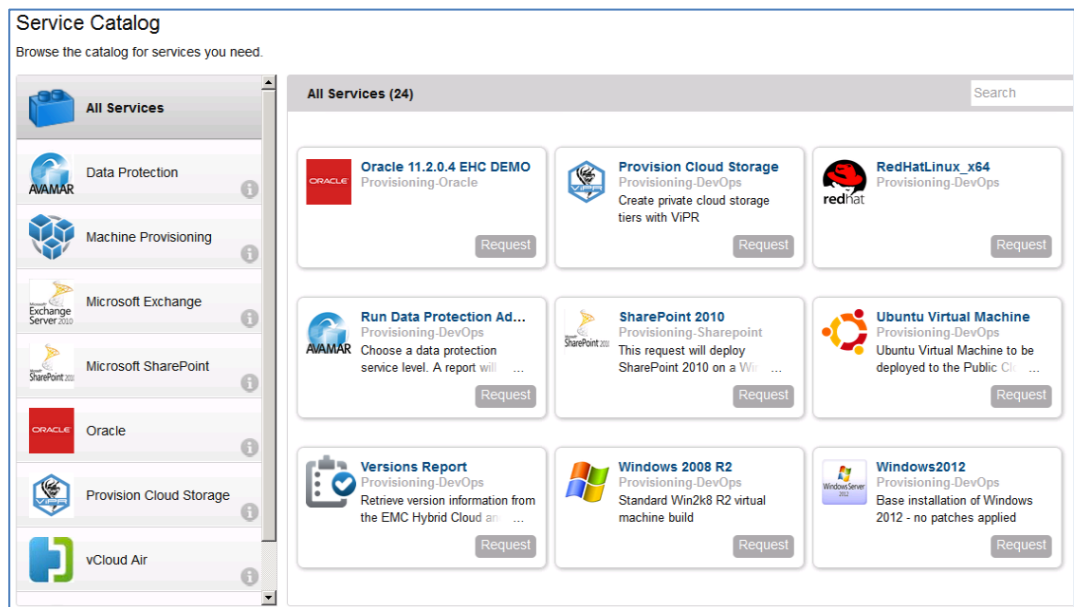 Service Catalog
Browse the catalog for services you need.
All Services
AVAMAR
Data Protection
Machine Provisioning
Microsoft
Exchange
Server 2010
Microsoft Exchange
SharePoint 2010
Microsoft SharePoint
ORACLE
Oracle
ViPR
Provision Cloud Storage
vCloud Air
All Services (24)
Search
ORACLE
Oracle 11.2.0.4 EHC DEMO
Provisioning-Oracle
Request
ViPR
Provision Cloud Storage
Provisioning-DevOps
Create private cloud storage
tiers with ViPR
Request
redhat
RedHatLinux_x64
Provisioning-DevOps
Request
AVAMAR
Run Data Protection Ad...
Provisioning-DevOps
Choose a data protection
service level. A report will ...
Request
SharePoint 2010
SharePoint 2010
Provisioning-Sharepoint
This request will deploy
SharePoint 2010 on a Wi ...
Request
Ubuntu Virtual Machine
Provisioning-DevOps
Ubuntu Virtual Machine to be
deployed to the Public Cl ...
Request
Versions Report
Provisioning-DevOps
Retrieve version information from
the EMC Hybrid Cloud an ...
Request
Windows 2008 R2
Provisioning-DevOps
Standard Win2k8 R2 virtual
machine build
Request
Windows Server
2012
Windows2012
Provisioning-DevOps
Base installation of Windows
2012 - no patches applied
Request